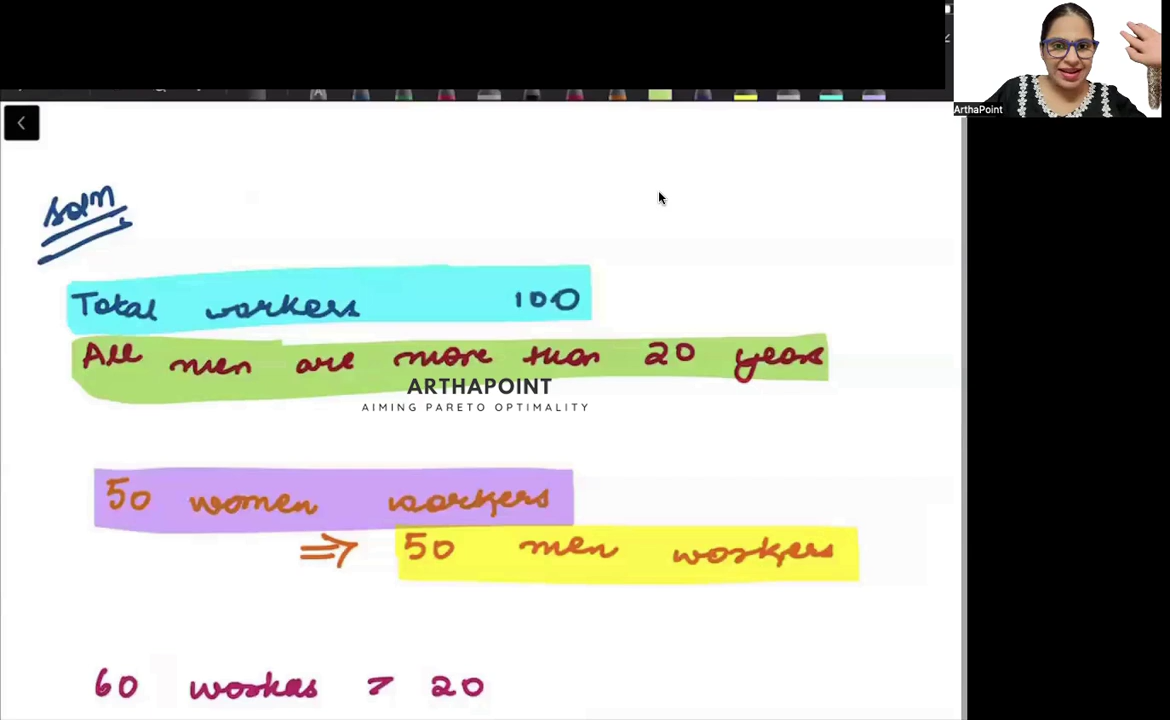 ArthaPoint
soln
Total workers 100
All men are more than 20 years
ARTHAPOINT
AIMING PARETO OPTIMALITY
50 women workers
⇒ 50 men workers
60 workers > 20